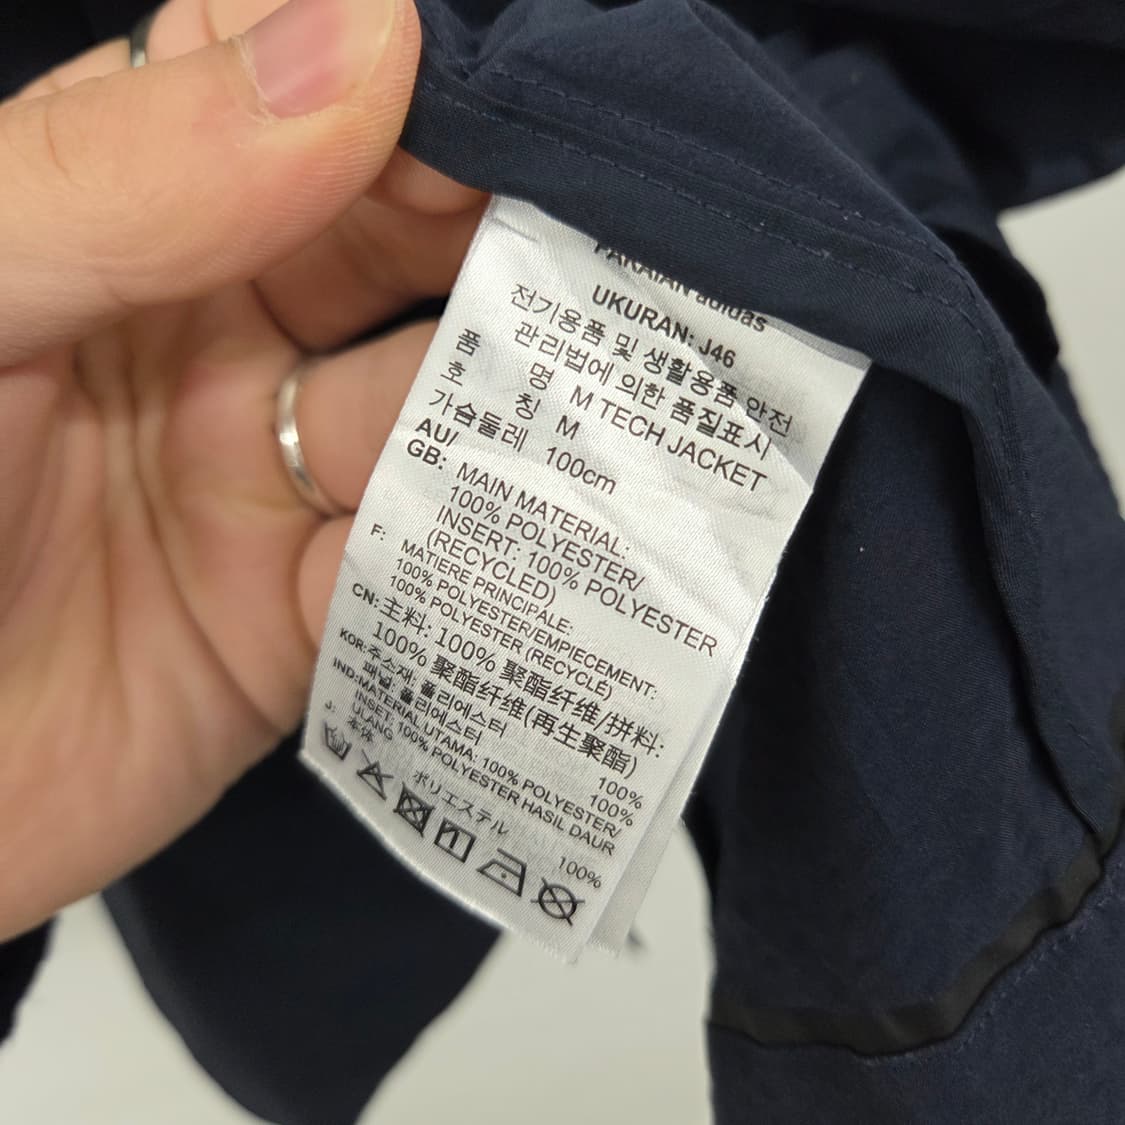 PAKAIAN adidas
UKURAN: J46
전기용품 및 생활용품 안전
관리법에 의한 품질표시
품 명 M TECH JACKET
호 칭 M
가슴둘레 100cm
AU/
GB: MAIN MATERIAL:
100% POLYESTER/
INSERT: 100% POLYESTER
(RECYCLED)
F: MATIERE PRINCIPALE:
100% POLYESTER/EMPIECEMENT:
100% POLYESTER (RECYCLÉ)
CN: 主料: 100% 聚酯纤维/拼料:
100% 聚酯纤维(再生聚酯)
KOR: 주소재, 폴리에스터 100%
패널, 폴리에스터 100%
IND: MATERIAL UTAMA: 100% POLYESTER/
INSET: 100% POLYESTER HASIL DAUR
ULANG
J: 本体
ポリエステル 100%